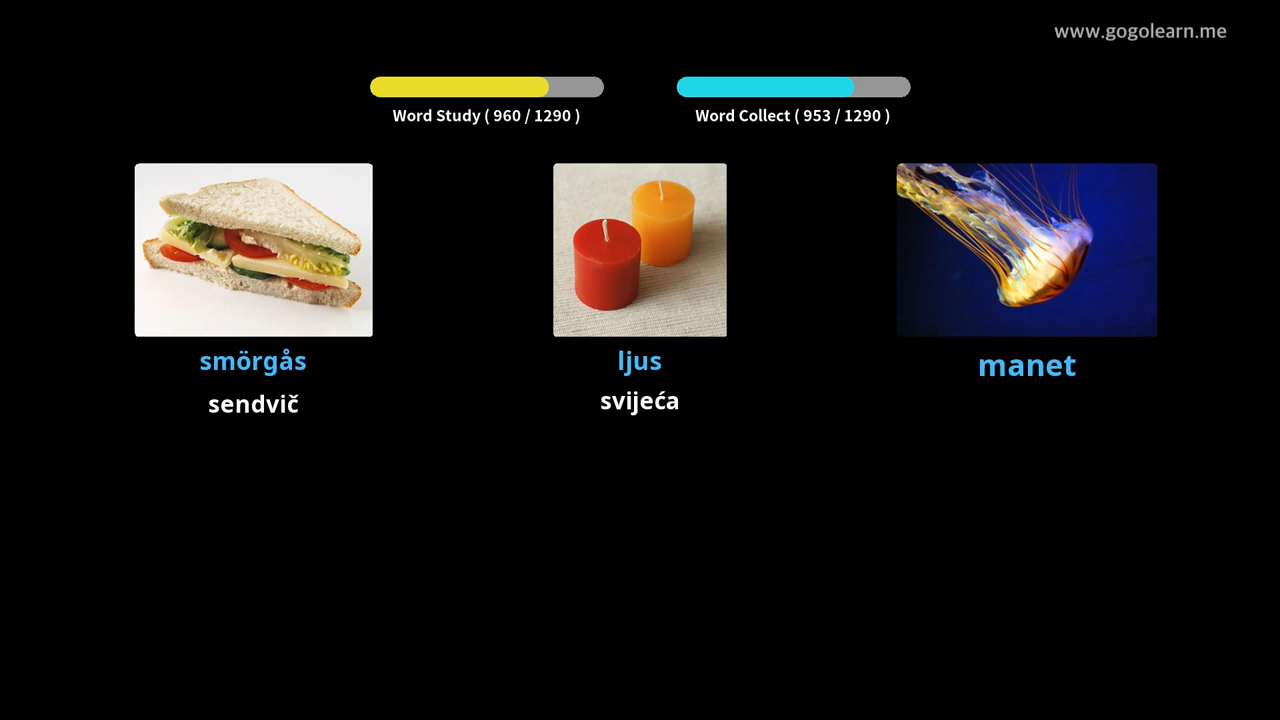 www.gogolearn.me
Word Study ( 960 / 1290 )
Word Collect ( 953 / 1290 )
smörgås
sendvič
ljus
svijeća
manet